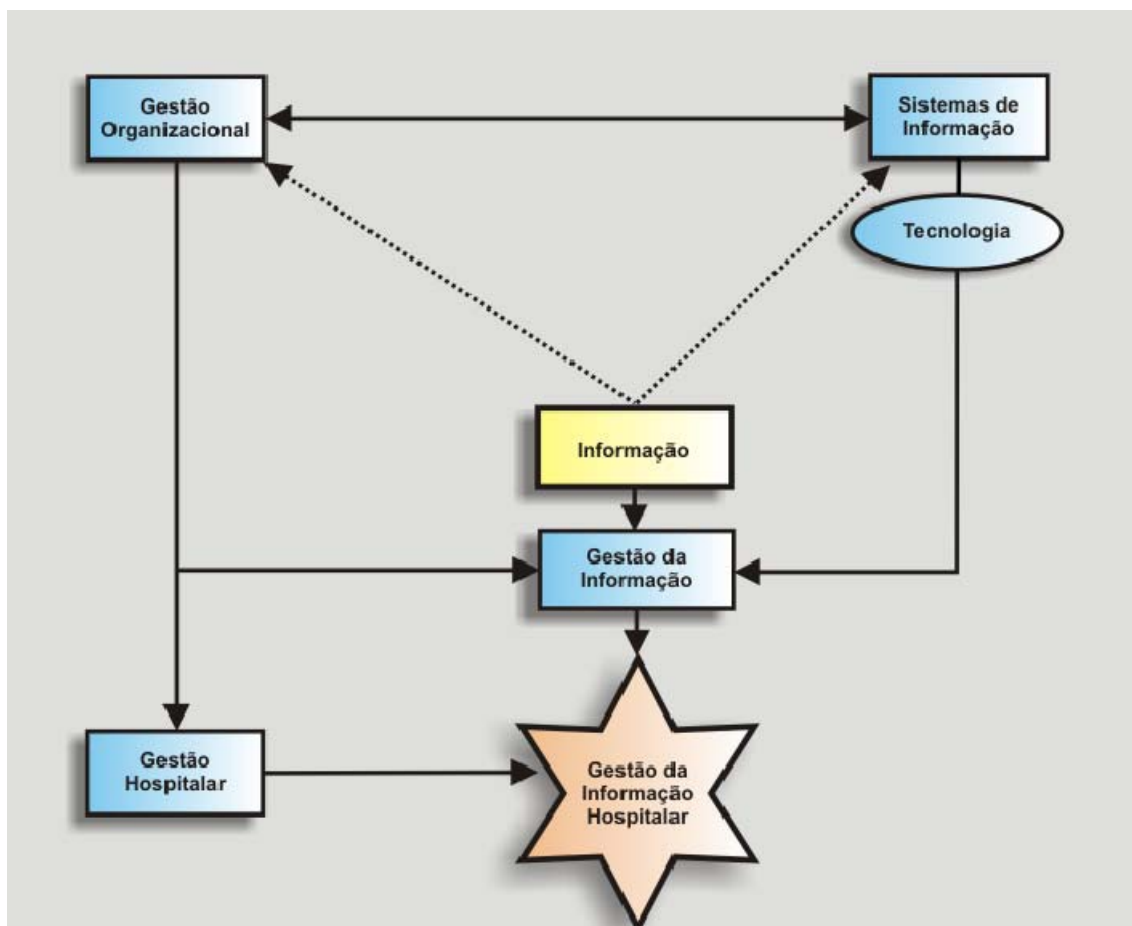 Gestão
Organizacional
Sistemas de
Informação
Tecnologia
Informação
Gestão da
Informação
Gestão
Hospitalar
Gestão da
Informação
Hospitalar